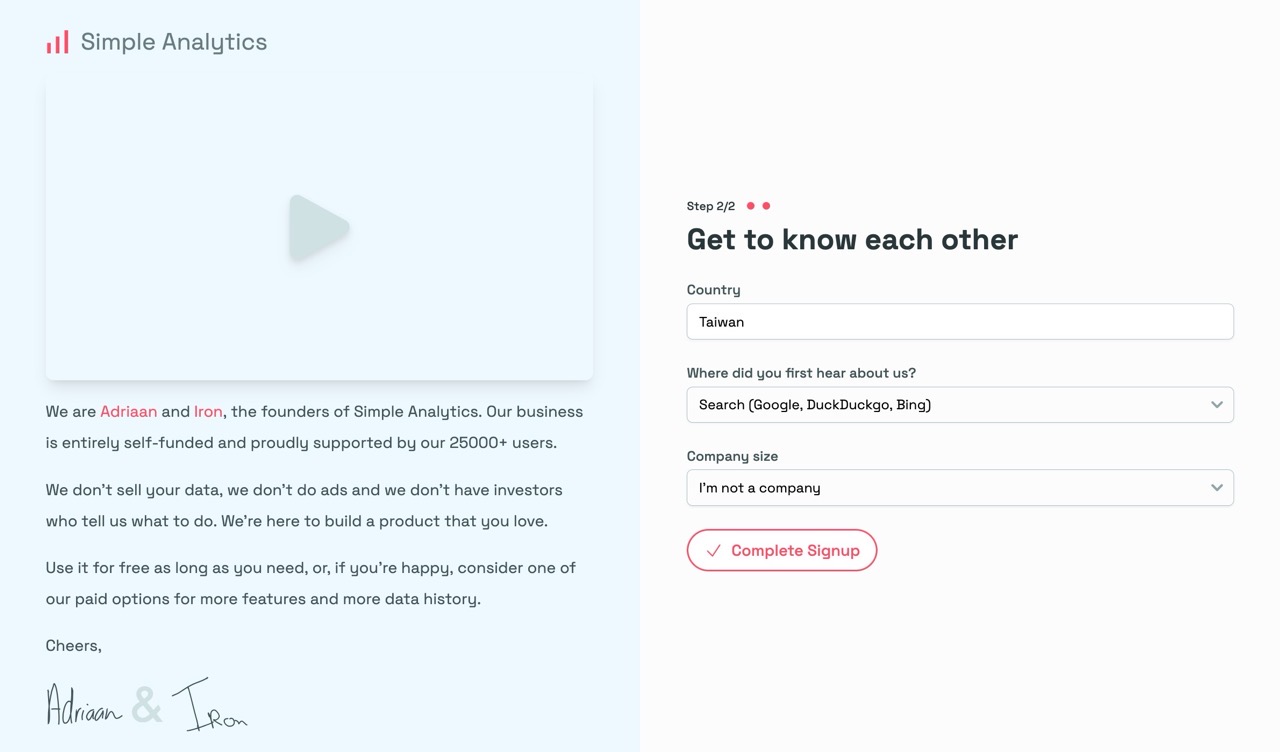 Simple Analytics
We are Adriaan and Iron, the founders of Simple Analytics. Our business
is entirely self-funded and proudly supported by our 25000+ users.
We don't sell your data, we don't do ads and we don't have investors
who tell us what to do. We're here to build a product that you love.
Use it for free as long as you need, or, if you're happy, consider one of
our paid options for more features and more data history.
Cheers,
Adriaan & Iron
Step 2/2
Get to know each other
Country
Taiwan
Where did you first hear about us?
Search (Google, DuckDuckgo, Bing)
Company size
I'm not a company
Complete Signup